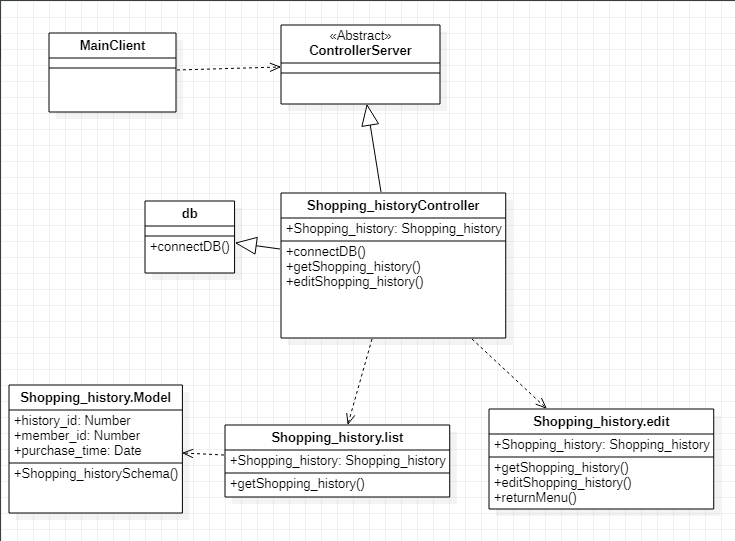 MainClient
«Abstract»
ControllerServer
db
+connectDB()
Shopping_historyController
+Shopping_history: Shopping_history
+connectDB()
+getShopping_history()
+editShopping_history()
Shopping_history.Model
+history_id: Number
+member_id: Number
+purchase_time: Date
+Shopping_historySchema()
Shopping_history.list
+Shopping_history: Shopping_history
+getShopping_history()
Shopping_history.edit
+Shopping_history: Shopping_history
+getShopping_history()
+editShopping_history()
+returnMenu()